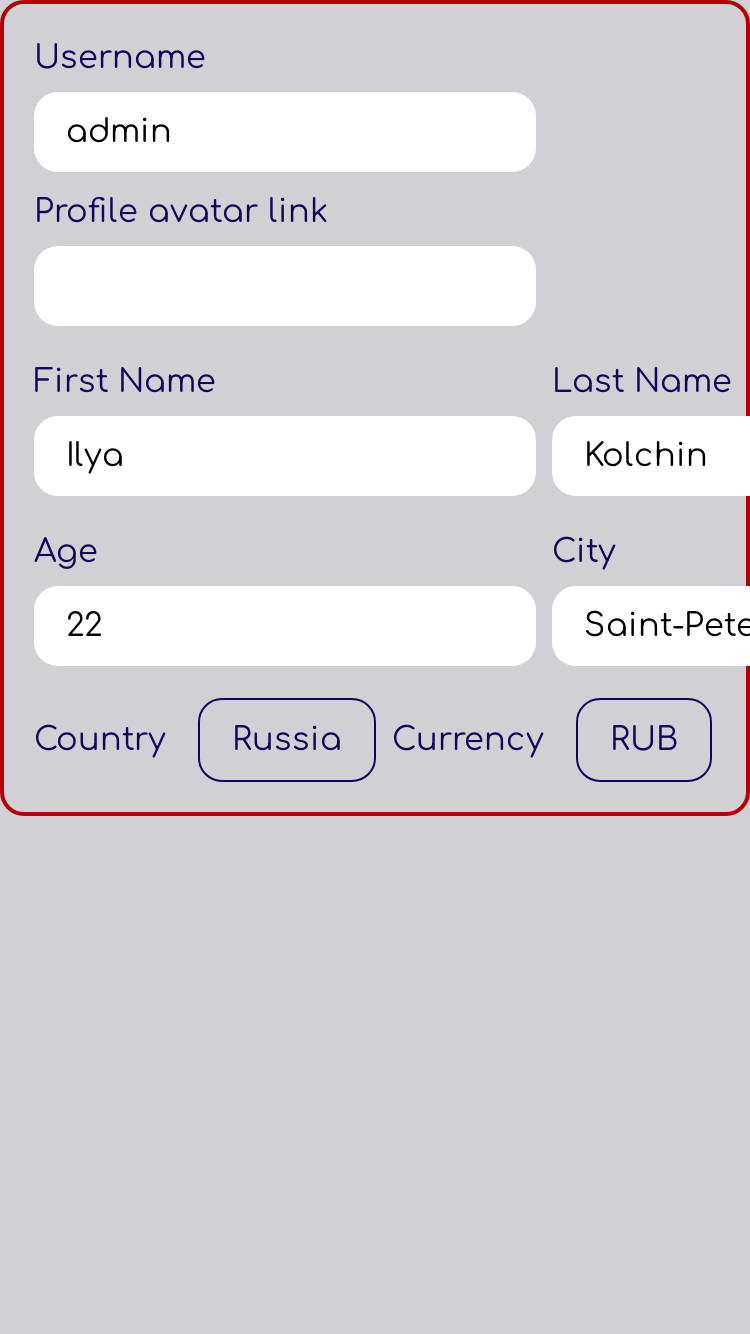 Username
admin
Profile avatar link
First Name Last Name
Ilya Kolchin
Age City
22 Saint-Pete
Country Russia Currency RUB